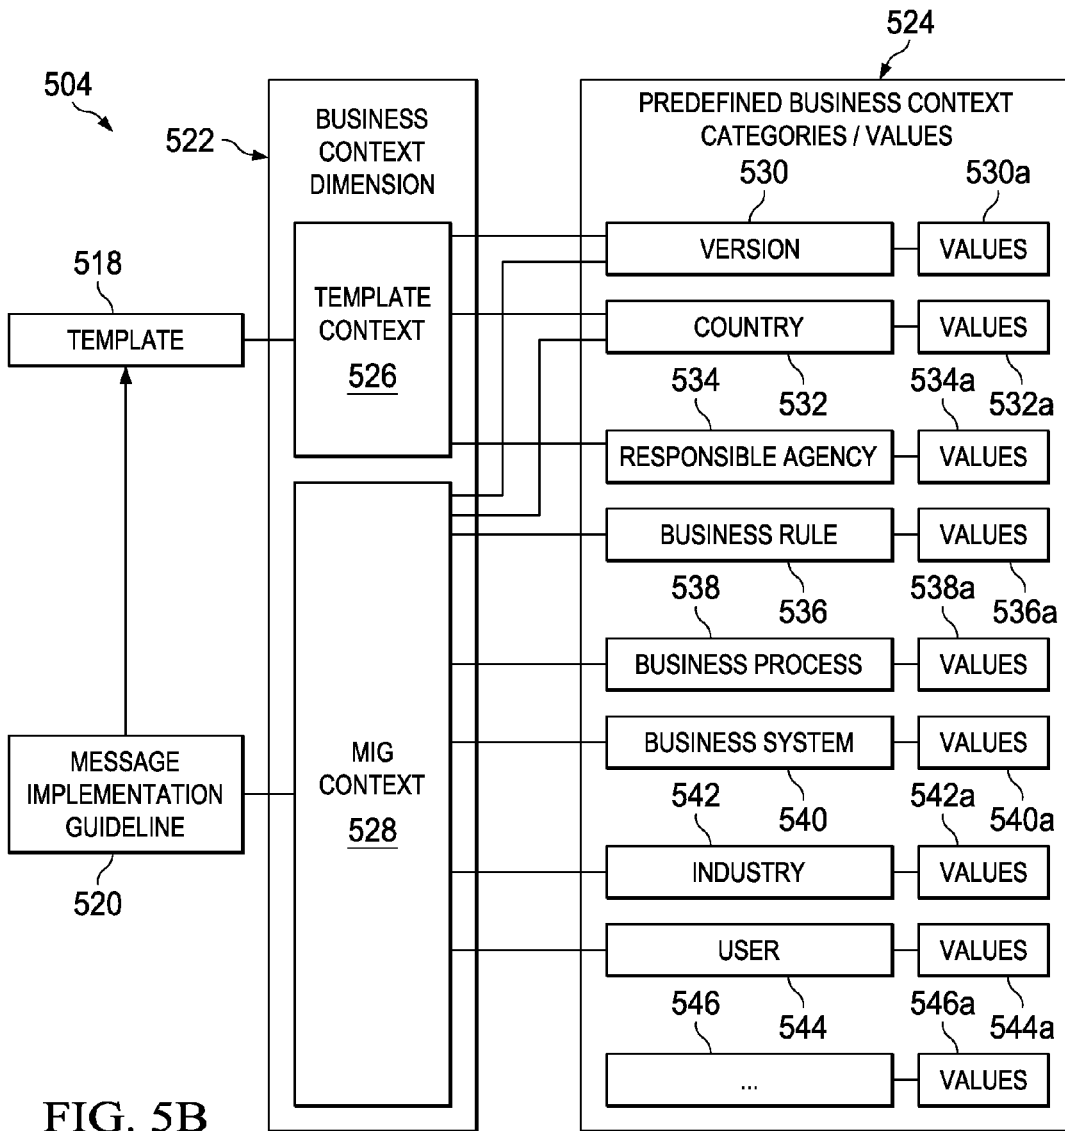 524
504
522
BUSINESS
CONTEXT
DIMENSION
PREDEFINED BUSINESS CONTEXT
CATEGORIES / VALUES
530
530a
VERSION
VALUES
518
TEMPLATE
TEMPLATE
CONTEXT
526
COUNTRY
VALUES
534
532
534a
532a
RESPONSIBLE AGENCY
VALUES
BUSINESS RULE
VALUES
538
536
538a
536a
BUSINESS PROCESS
VALUES
MESSAGE
IMPLEMENTATION
GUIDELINE
520
MIG
CONTEXT
528
BUSINESS SYSTEM
VALUES
542
540
542a
540a
INDUSTRY
VALUES
USER
VALUES
546
544
546a
544a
...
VALUES
FIG. 5B